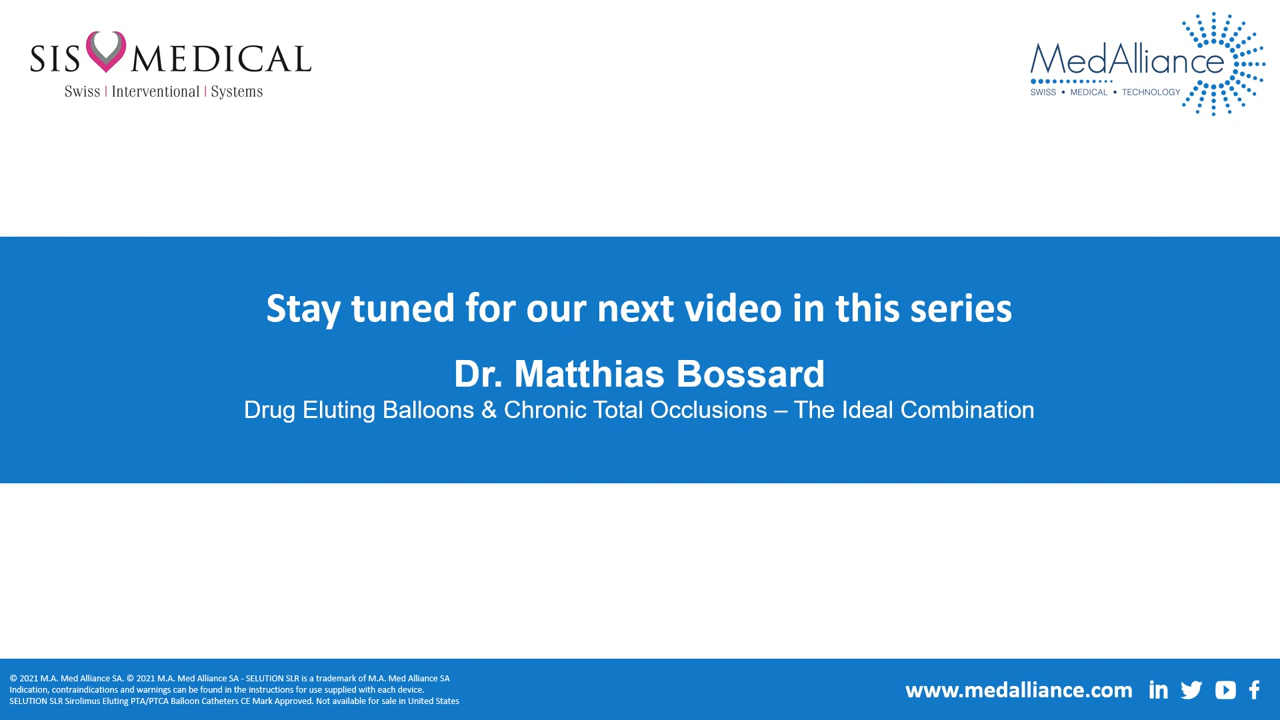 SIS MEDICAL
Swiss | Interventional | Systems
MedAlliance
SWISS • MEDICAL • TECHNOLOGY
Stay tuned for our next video in this series
Dr. Matthias Bossard
Drug Eluting Balloons & Chronic Total Occlusions – The Ideal Combination
© 2021 M.A. Med Alliance SA. © 2021 M.A. Med Alliance SA - SELUTION SLR is a trademark of M.A. Med Alliance SA
Indication, contraindications and warnings can be found in the instructions for use supplied with each device.
SELUTION SLR Sirolimus Eluting PTA/PTCA Balloon Catheters CE Mark Approved. Not available for sale in United States
www.medalliance.com